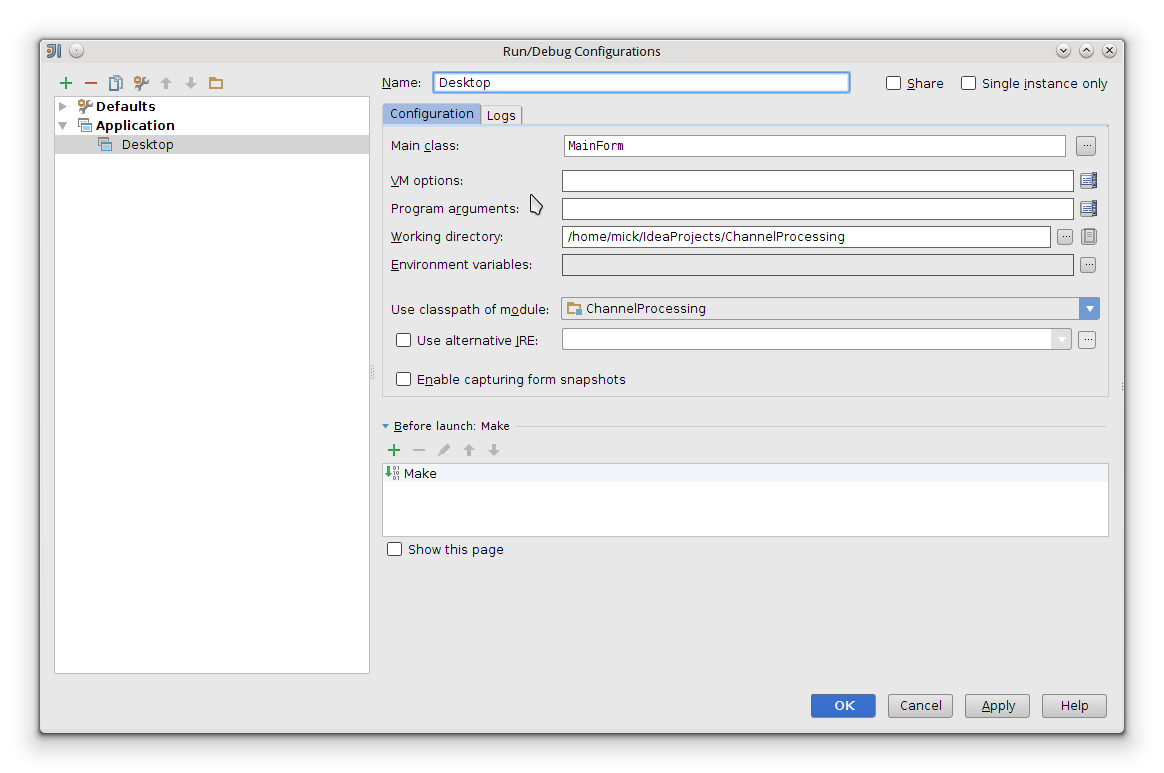 Run/Debug Configurations
Name: Desktop Share Single instance only
Defaults
Application
Desktop
Configuration Logs
Main class: MainForm
VM options:
Program arguments:
Working directory: /home/mick/IdeaProjects/ChannelProcessing
Environment variables:
Use classpath of module: ChannelProcessing
Use alternative JRE:
Enable capturing form snapshots
Before launch: Make
Make
Show this page
OK Cancel Apply Help